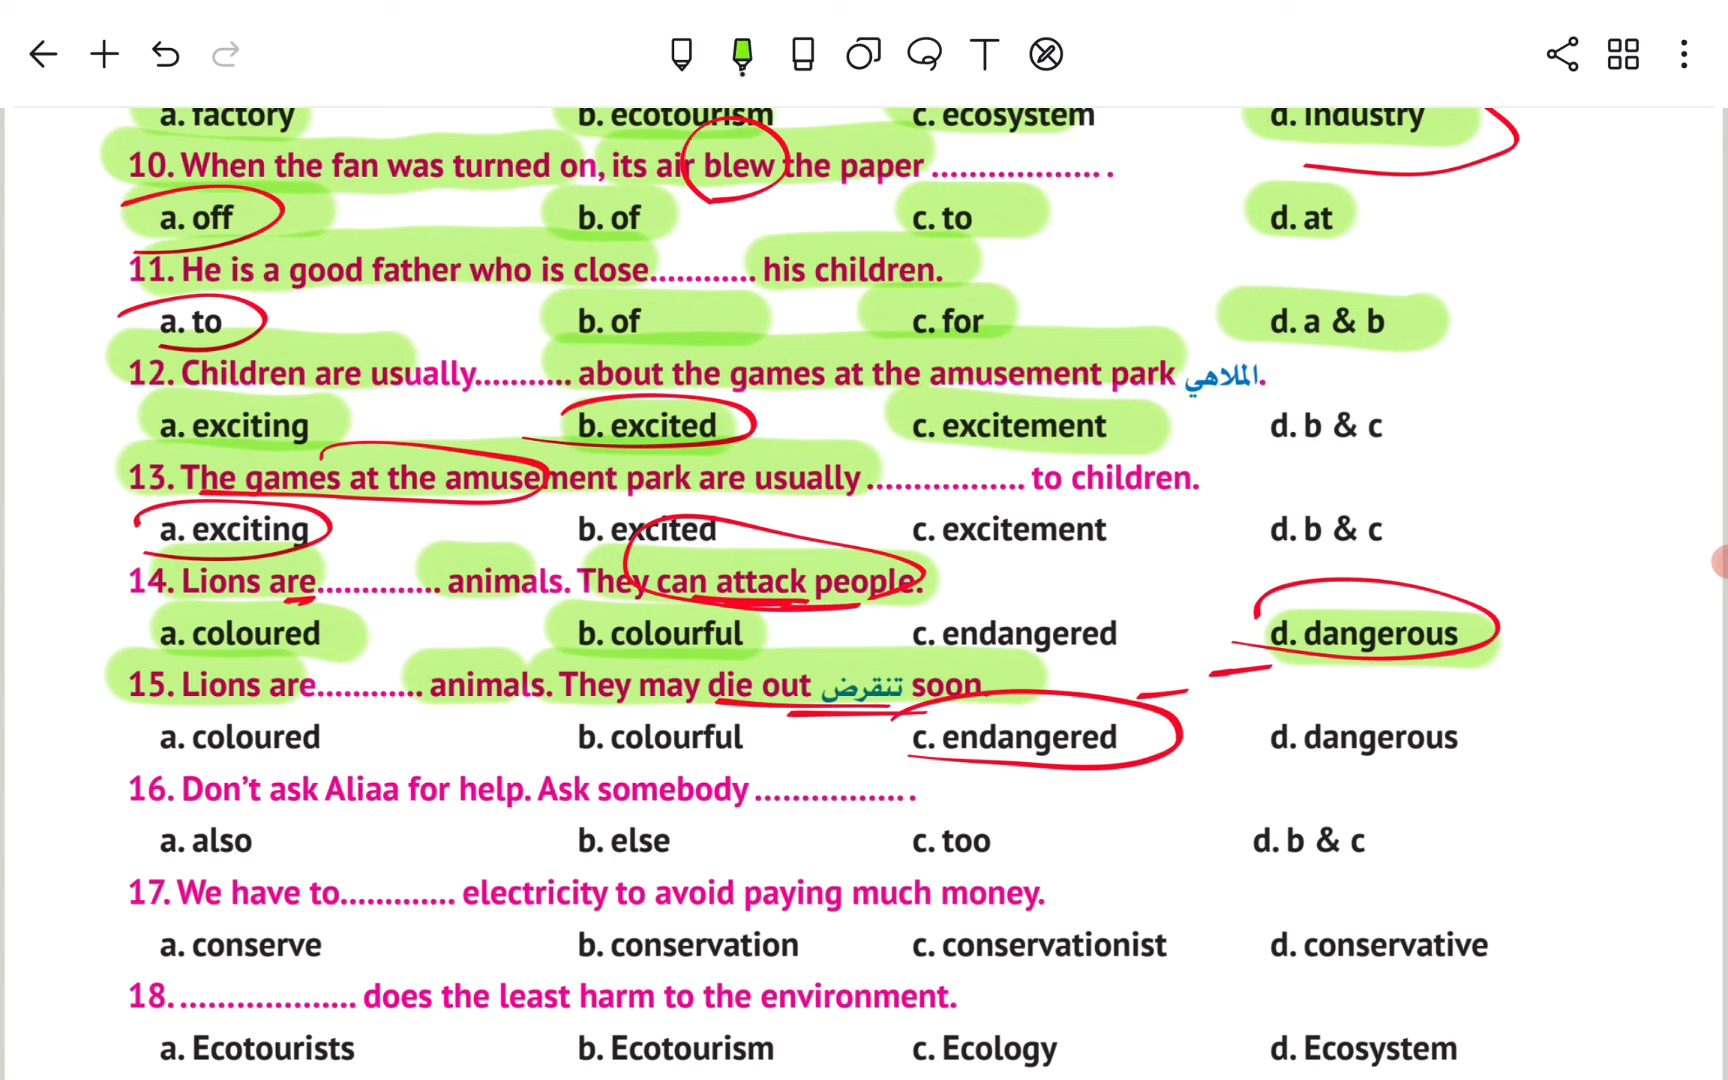 a. factory b. ecotourism c. ecosystem d. industry
10. When the fan was turned on, its air blew the paper ................... .
a. off b. of c. to d. at
11. He is a good father who is close............ his children.
a. to b. of c. for d. a & b
12. Children are usually............ about the games at the amusement park الملاهي.
a. exciting b. excited c. excitement d. b & c
13. The games at the amusement park are usually .................. to children.
a. exciting b. excited c. excitement d. b & c
14. Lions are.............. animals. They can attack people.
a. coloured b. colourful c. endangered d. dangerous
15. Lions are............ animals. They may die out تنقرض soon.
a. coloured b. colourful c. endangered d. dangerous
16. Don't ask Aliaa for help. Ask somebody ................ .
a. also b. else c. too d. b & c
17. We have to............. electricity to avoid paying much money.
a. conserve b. conservation c. conservationist d. conservative
18. .................... does the least harm to the environment.
a. Ecotourists b. Ecotourism c. Ecology d. Ecosystem